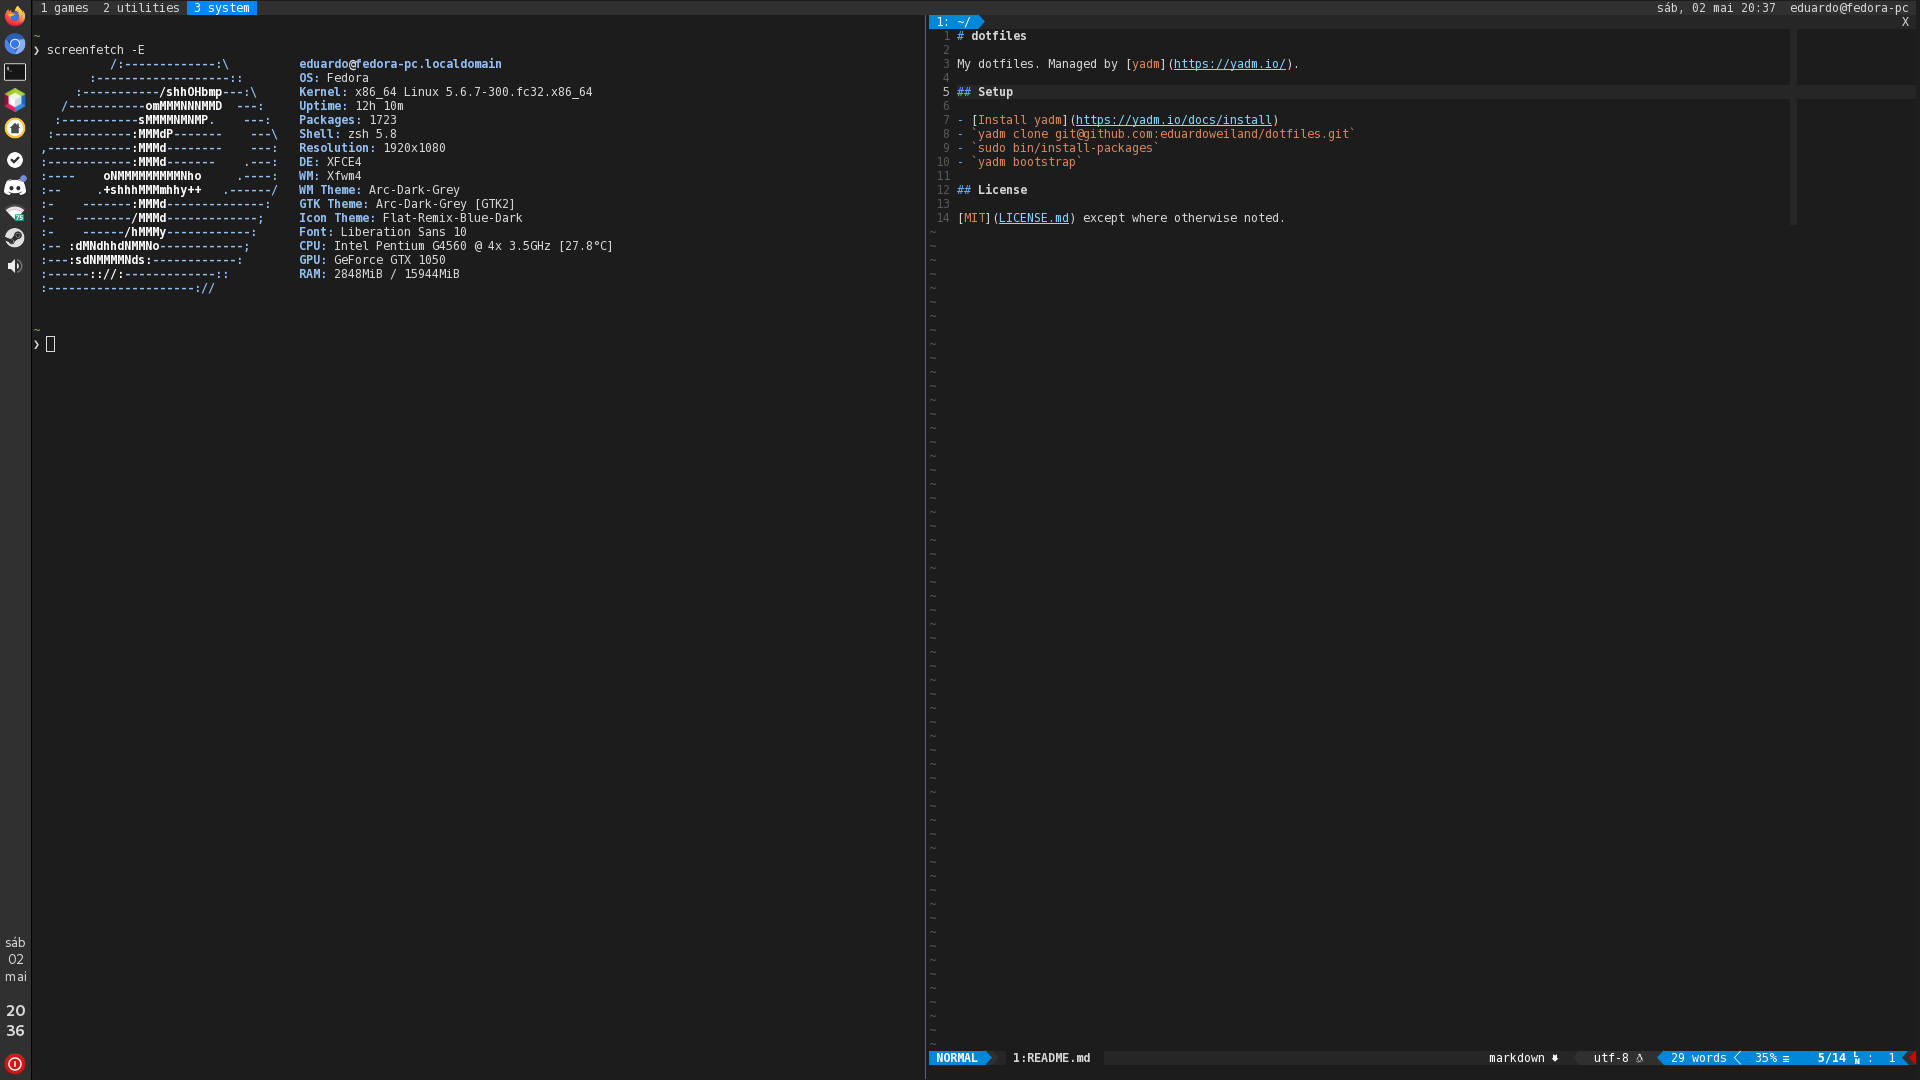 1 games 2 utilities 3 system
sáb, 02 mai 20:37 eduardo@fedora-pc
~
❯ screenfetch -E
/:-------------:\ eduardo@fedora-pc.localdomain
:-------------------:: OS: Fedora
:-----------/shhOHbmp---:\ Kernel: x86_64 Linux 5.6.7-300.fc32.x86_64
/-----------omMMMNNNMMD ---: Uptime: 12h 10m
:-----------sMMMMNMNMP. ---: Packages: 1723
:-----------:MMMdP------- ---\ Shell: zsh 5.8
,------------:MMMd-------- ---: Resolution: 1920x1080
:------------:MMMd------- .---: DE: XFCE4
:---- oNMMMMMMMMMNho .----: WM: Xfwm4
:-- .+shhhMMMmhhy++ .------/ WM Theme: Arc-Dark-Grey
:- -------:MMMd--------------: GTK Theme: Arc-Dark-Grey [GTK2]
:- --------/MMMd-------------; Icon Theme: Flat-Remix-Blue-Dark
:- ------/hMMMy------------: Font: Liberation Sans 10
:-- :dMNdhhdNMMNo------------; CPU: Intel Pentium G4560 @ 4x 3.5GHz [27.8°C]
:---:sdNMMMMNds:------------: GPU: GeForce GTX 1050
:------:://:-------------:: RAM: 2848MiB / 15944MiB
:---------------------://
~
❯
1: ~/ X
1 # dotfiles
2
3 My dotfiles. Managed by [yadm](https://yadm.io/).
4
5 ## Setup
6
7 - [Install yadm](https://yadm.io/docs/install)
8 - `yadm clone git@github.com:eduardoweiland/dotfiles.git`
9 - `sudo bin/install-packages`
10 - `yadm bootstrap`
11
12 ## License
13
14 [MIT](LICENSE.md) except where otherwise noted.
NORMAL 1:README.md markdown utf-8 29 words 35% ≡ 5/14 : 1
sáb
02
mai
20
36